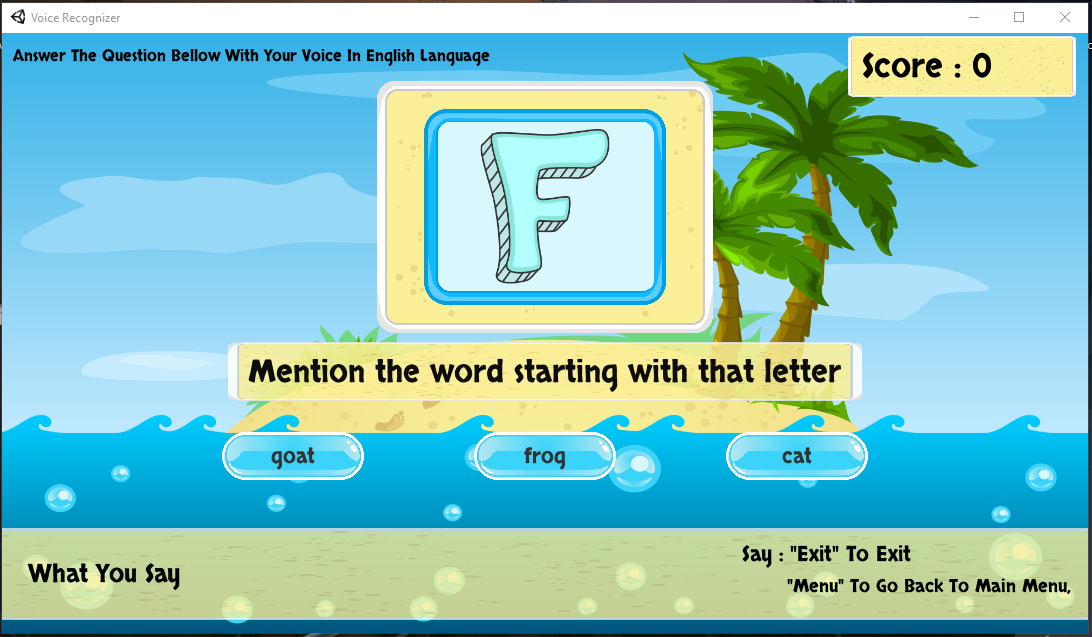 Voice Recognizer
Answer The Question Bellow With Your Voice In English Language
Score : 0
F
Mention the word starting with that letter
goat
frog
cat
What You Say
Say : "Exit" To Exit
"Menu" To Go Back To Main Menu,